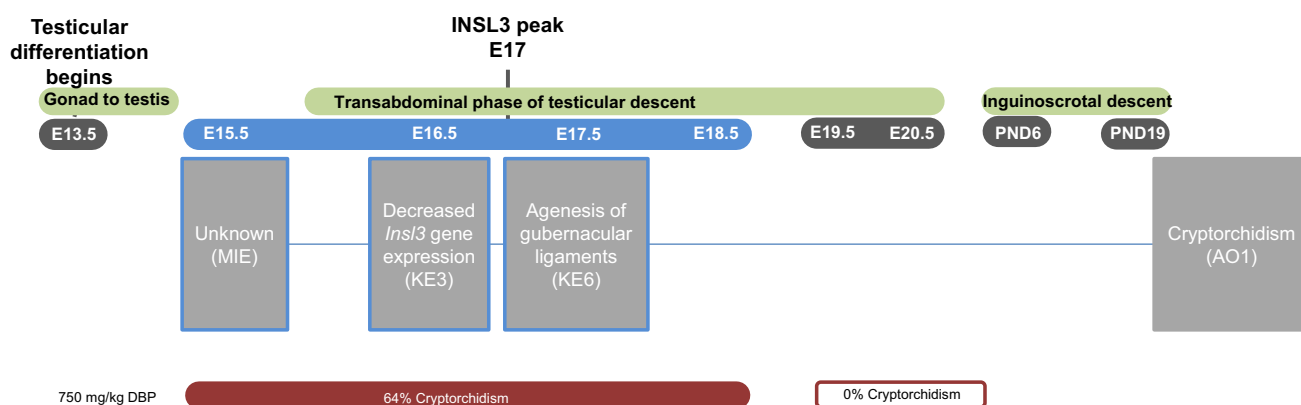 Testicular
differentiation
begins
INSL3 peak
E17
Gonad to testis
Transabdominal phase of testicular descent
Inguinoscrotal descent
E13.5
E15.5
E16.5
E17.5
E18.5
E19.5
E20.5
PND6
PND19
Unknown
(MIE)
Decreased
Insl3 gene
expression
(KE3)
Agenesis of
gubernacular
ligaments
(KE6)
Cryptorchidism
(AO1)
750 mg/kg DBP
64% Cryptorchidism
0% Cryptorchidism